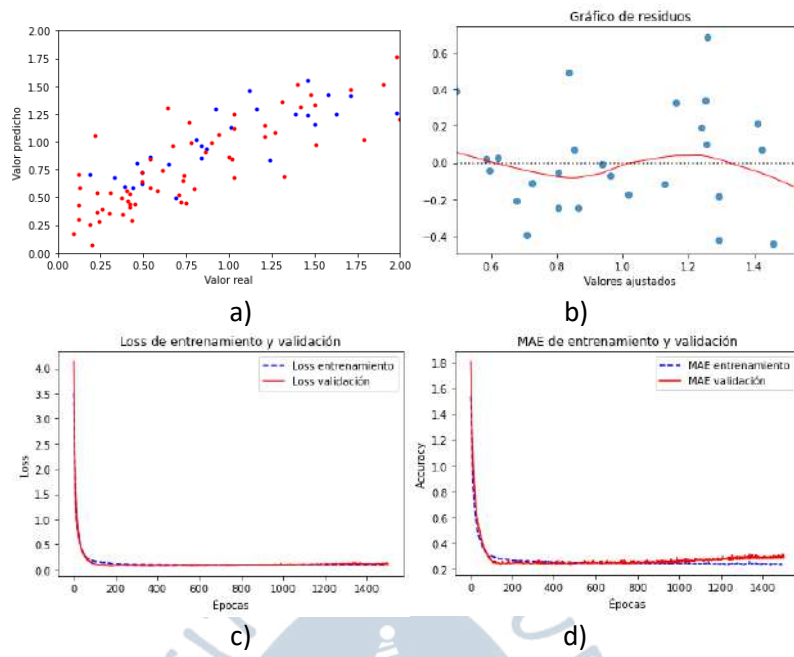 2.00
1.75
1.50
1.25
1.00
0.75
0.50
0.25
0.00
Valor predicho
0.00 0.25 0.50 0.75 1.00 1.25 1.50 1.75 2.00
Valor real
a)
Gráfico de residuos
0.6
0.4
0.2
0.0
−0.2
−0.4
0.6 0.8 1.0 1.2 1.4
Valores ajustados
b)
Loss de entrenamiento y validación
Loss entrenamiento
Loss validación
4.0
3.5
3.0
2.5
2.0
1.5
1.0
0.5
0.0
Loss
0 200 400 600 800 1000 1200 1400
Épocas
c)
MAE de entrenamiento y validación
MAE entrenamiento
MAE validación
1.8
1.6
1.4
1.2
1.0
0.8
0.6
0.4
0.2
Accuracy
0 200 400 600 800 1000 1200 1400
Épocas
d)